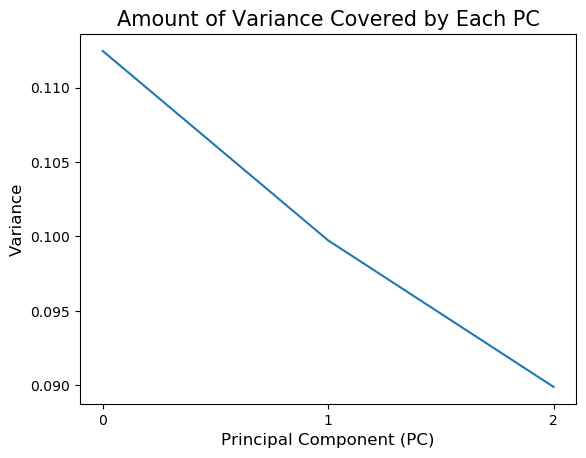 Amount of Variance Covered by Each PC
0.110
0.105
0.100
0.095
0.090
Variance
0 1 2
Principal Component (PC)